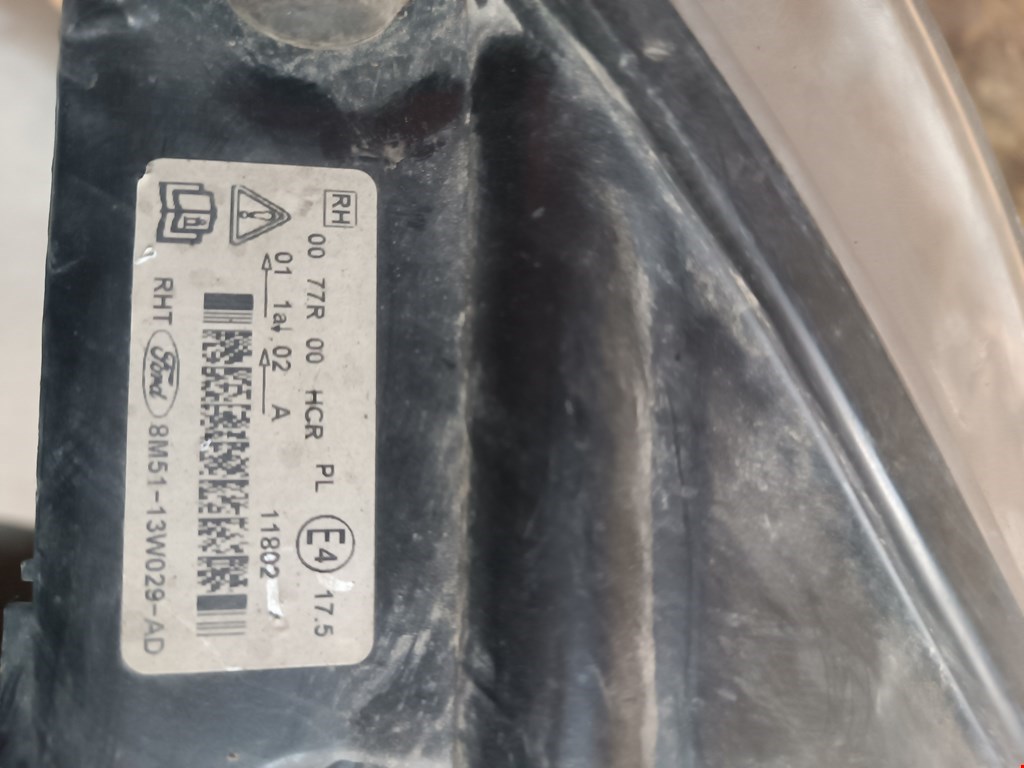 RH 00 77R 00 HCR PL E4 17.5
01 1a 02 A 11802
RHT Ford 8M51-13W029-AD